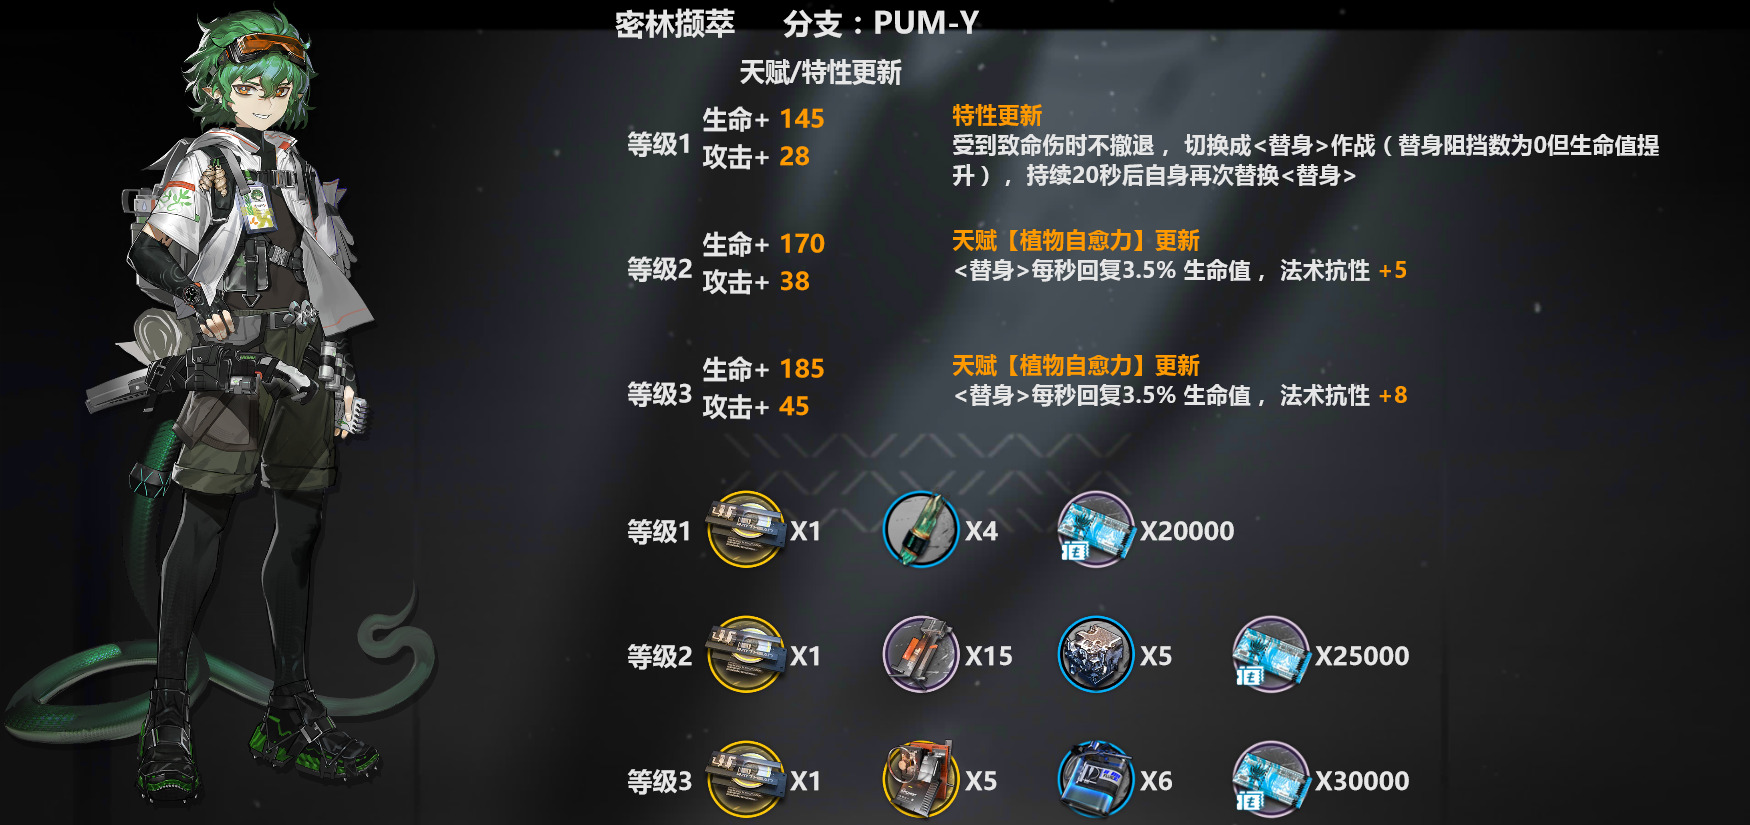 密林撷萃 分支：PUM-Y
天赋/特性更新
等级1
生命+ 145
攻击+ 28
特性更新
受到致命伤时不撤退，切换成<替身>作战（替身阻挡数为0但生命值提
升），持续20秒后自身再次替换<替身>
等级2
生命+ 170
攻击+ 38
天赋【植物自愈力】更新
<替身>每秒回复3.5% 生命值，法术抗性 +5
等级3
生命+ 185
攻击+ 45
天赋【植物自愈力】更新
<替身>每秒回复3.5% 生命值，法术抗性 +8
等级1 X1 X4 X20000
等级2 X1 X15 X5 X25000
等级3 X1 X5 X6 X30000